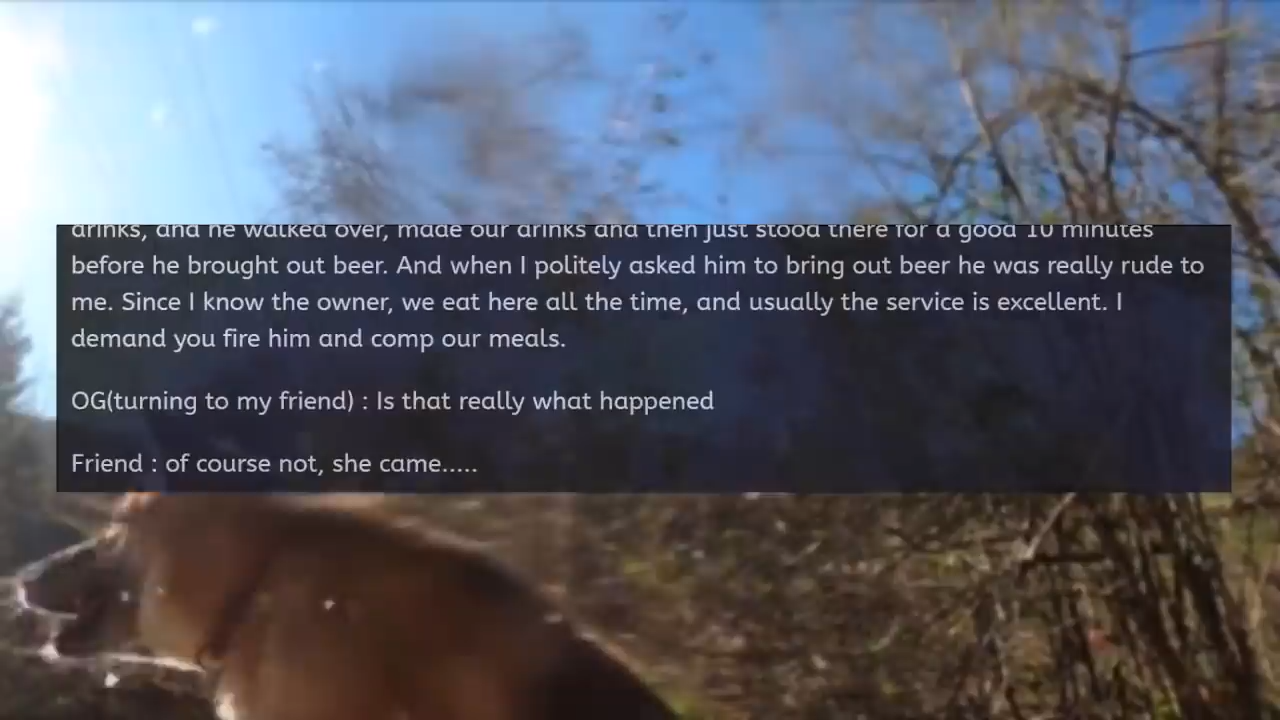 drinks, and he walked over, made our drinks and then just stood there for a good 10 minutes
before he brought out beer. And when I politely asked him to bring out beer he was really rude to
me. Since I know the owner, we eat here all the time, and usually the service is excellent. I
demand you fire him and comp our meals.
OG(turning to my friend) : Is that really what happened
Friend : of course not, she came.....